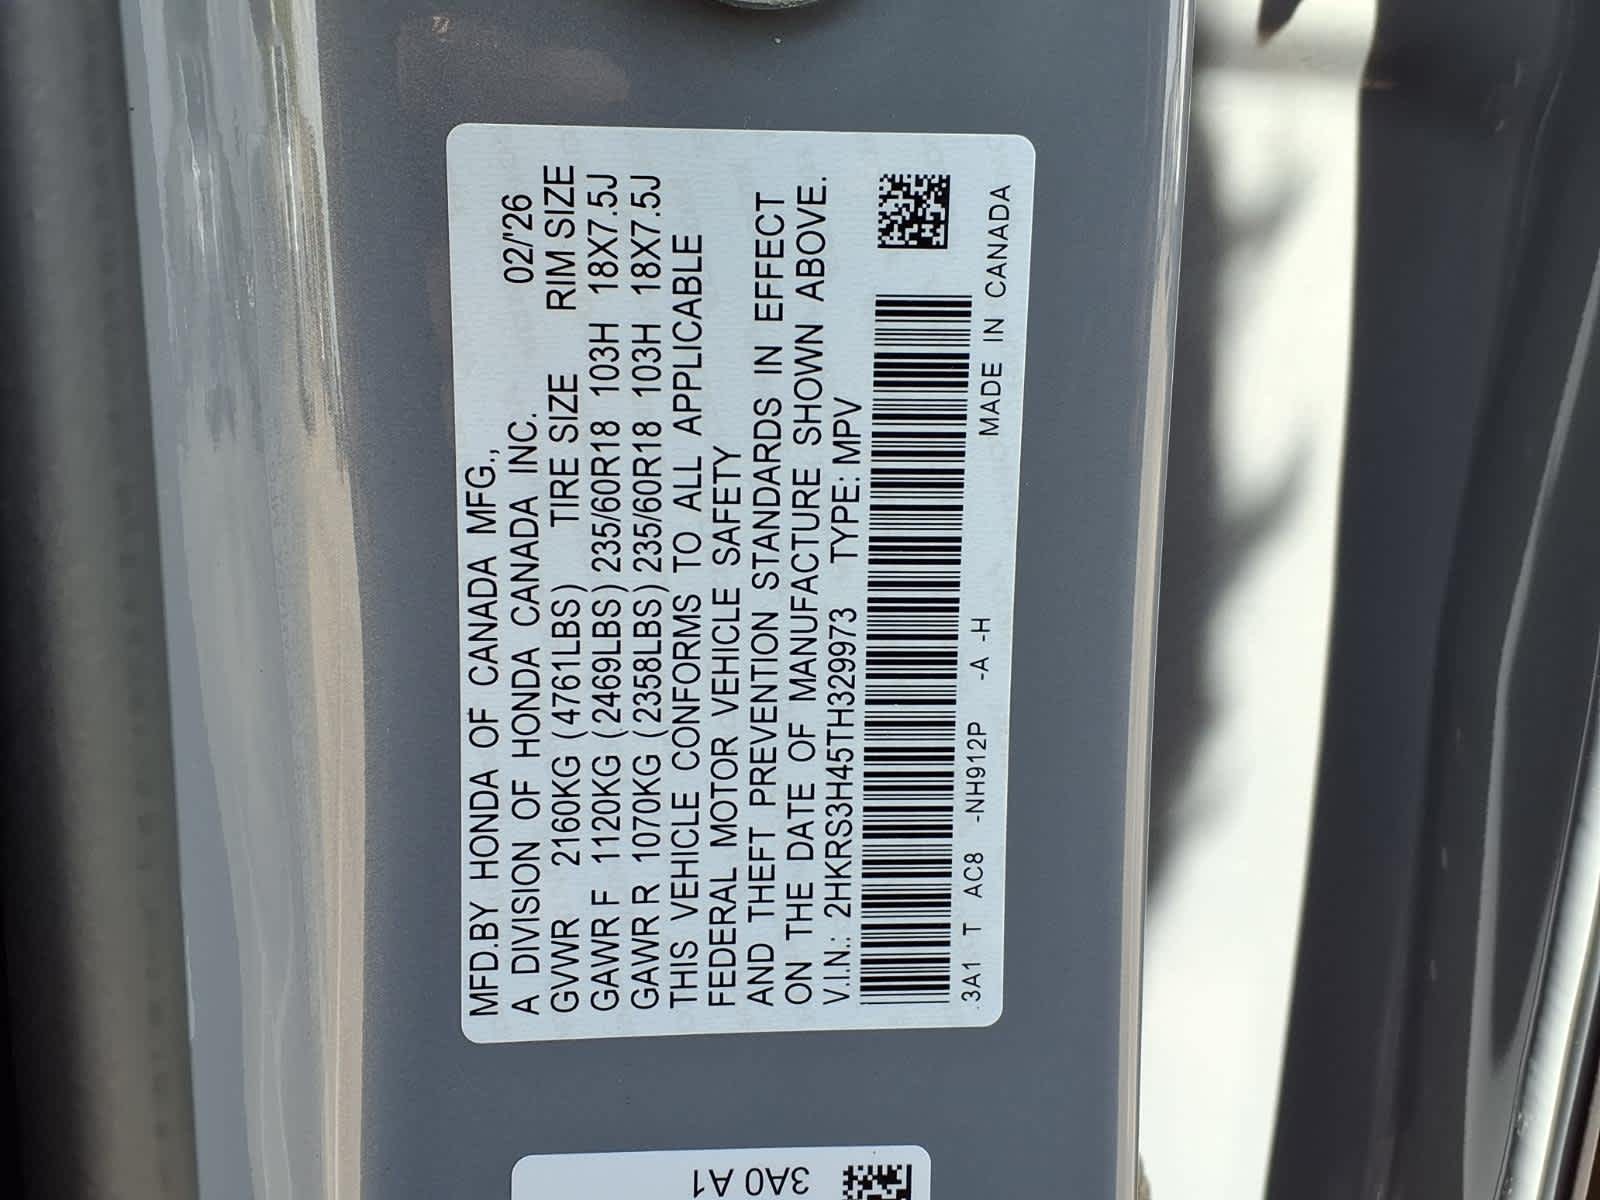 MFD.BY HONDA OF CANADA MFG.,
A DIVISION OF HONDA CANADA INC. 02/'26
GVWR 2160KG (4761LBS) TIRE SIZE RIM SIZE
GAWR F 1120KG (2469LBS) 235/60R18 103H 18X7.5J
GAWR R 1070KG (2358LBS) 235/60R18 103H 18X7.5J
THIS VEHICLE CONFORMS TO ALL APPLICABLE
FEDERAL MOTOR VEHICLE SAFETY
AND THEFT PREVENTION STANDARDS IN EFFECT
ON THE DATE OF MANUFACTURE SHOWN ABOVE.
V.I.N.: 2HKRS3H45TH329973 TYPE: MPV
3A1 T AC8 -NH912P -A -H MADE IN CANADA
3A0 A1